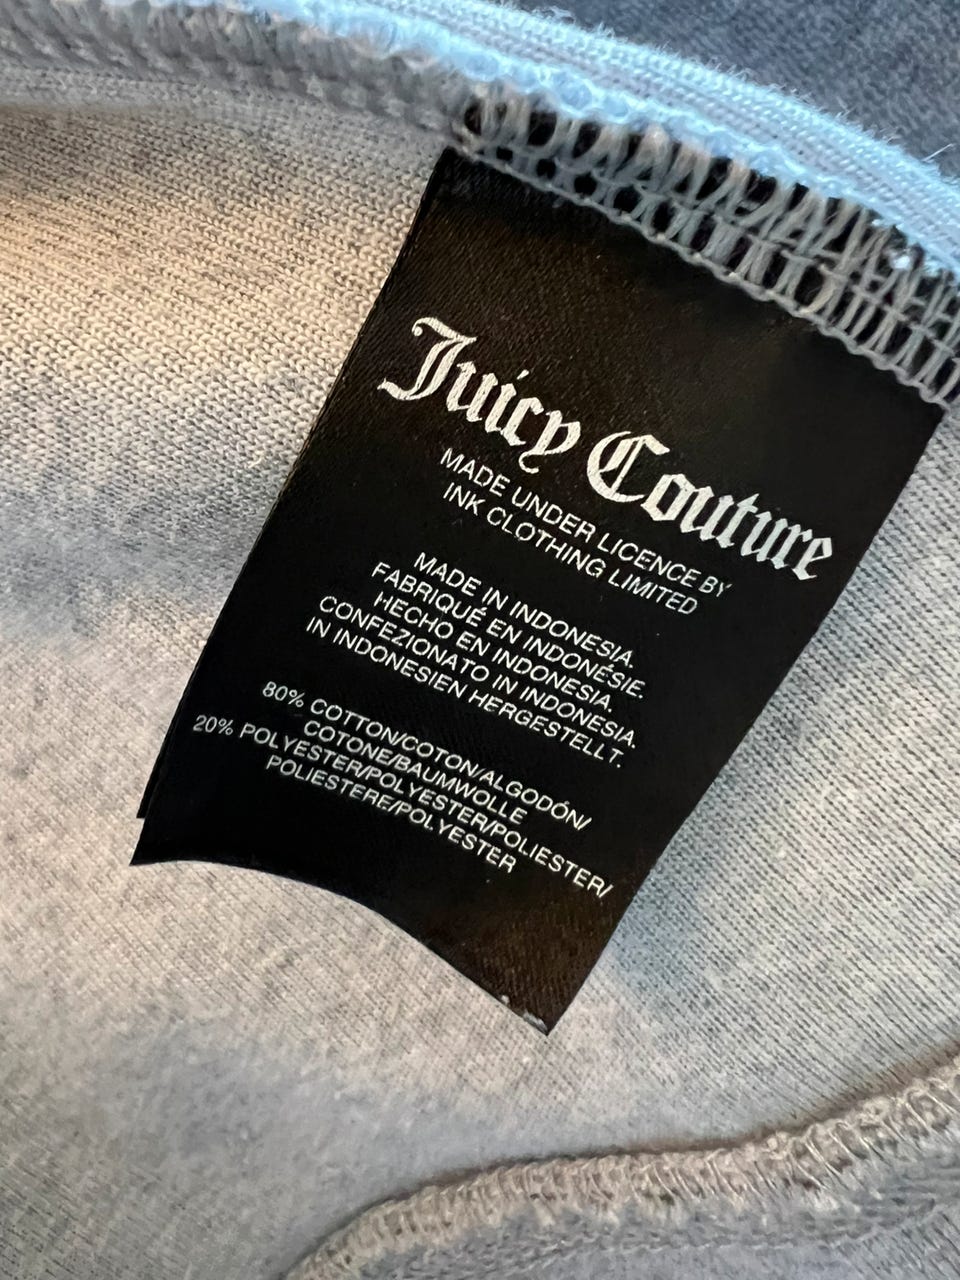 Juicy Couture
MADE UNDER LICENCE BY
INK CLOTHING LIMITED
MADE IN INDONESIA.
FABRIQUÉ EN INDONÉSIE.
HECHO EN INDONESIA.
CONFEZIONATO IN INDONESIA.
IN INDONESIEN HERGESTELLT.
80% COTTON/COTON/ALGODÓN/
COTONE/BAUMWOLLE
20% POLYESTER/POLYESTER/POLIESTER/
POLIESTERE/POLYESTER